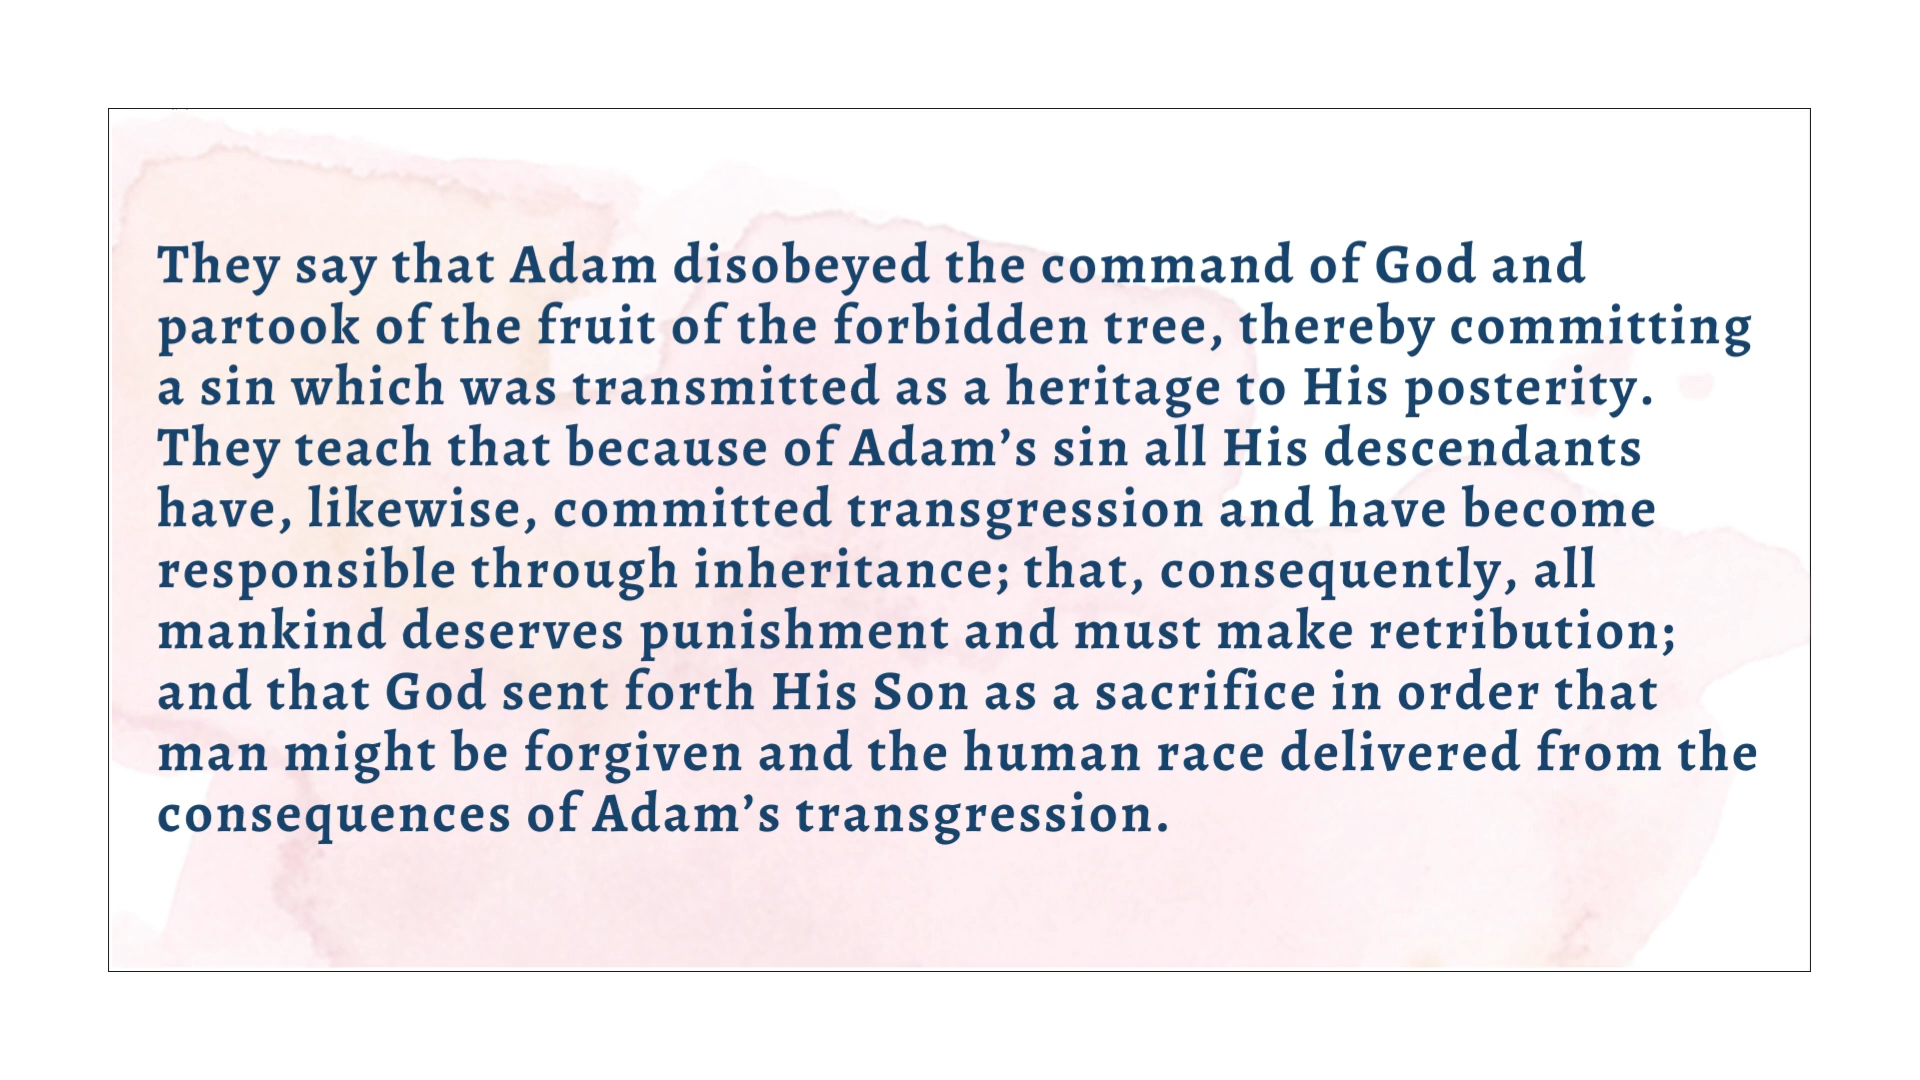 They say that Adam disobeyed the command of God and
partook of the fruit of the forbidden tree, thereby committing
a sin which was transmitted as a heritage to His posterity.
They teach that because of Adam’s sin all His descendants
have, likewise, committed transgression and have become
responsible through inheritance; that, consequently, all
mankind deserves punishment and must make retribution;
and that God sent forth His Son as a sacrifice in order that
man might be forgiven and the human race delivered from the
consequences of Adam’s transgression.